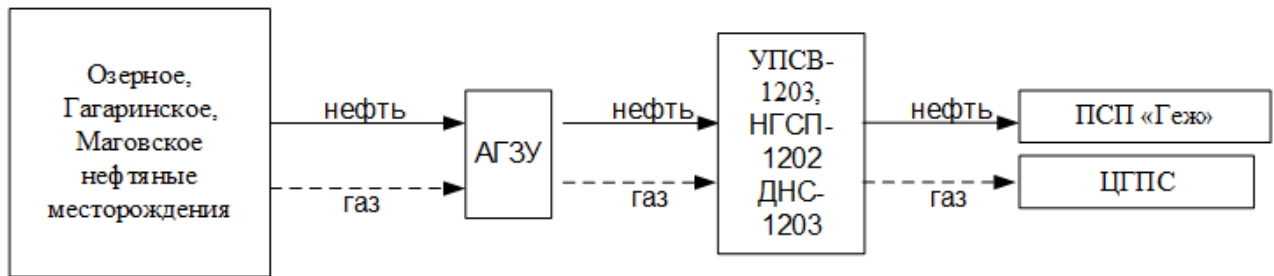 Озерное,
Гагаринское,
Маговское
нефтяные
месторождения
нефть
газ
АГЗУ
нефть
газ
УПСВ-
1203,
НГСП-
1202
ДНС-
1203
нефть
газ
ПСП «Геж»
ЦГПС